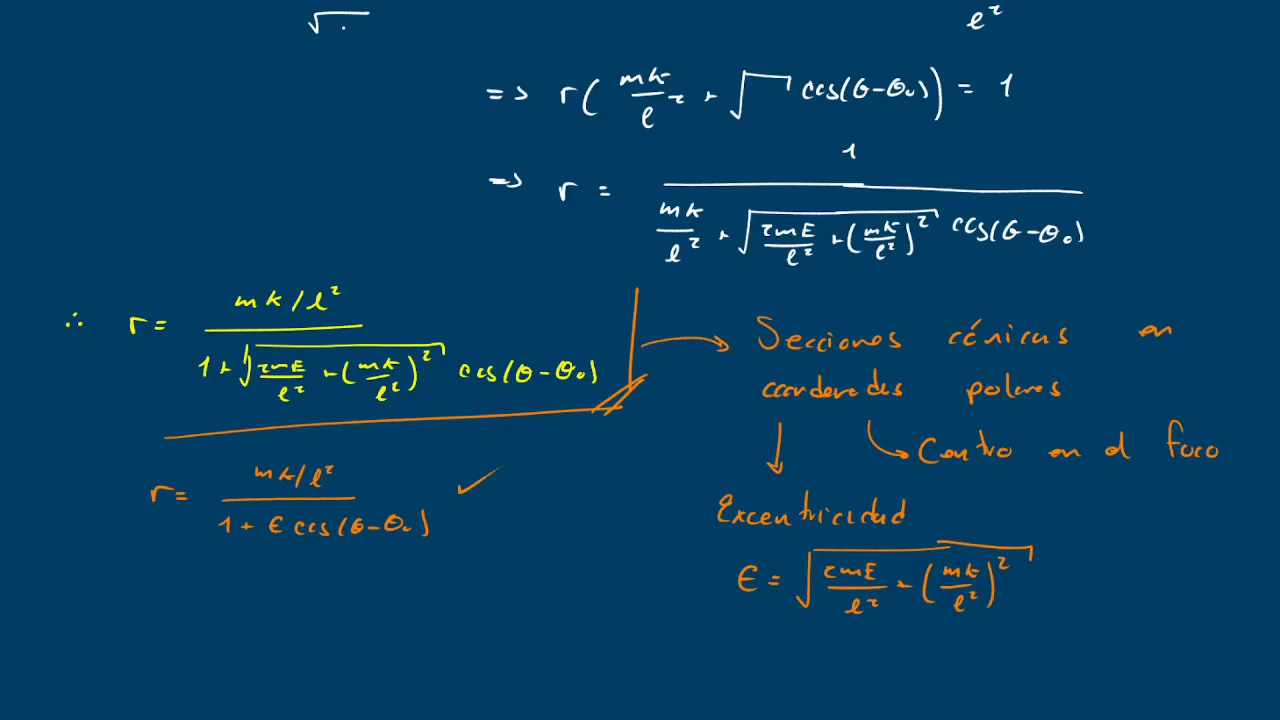 √.
ℓ²
=> r( mk/ℓ² + √ cos(θ-θ₀)) = 1
=> r = 1 / (mk/ℓ² + √(2mE/ℓ² + (mk/ℓ²)²) cos(θ-θ₀))
∴ r = (mk/ℓ²) / (1 + √(2mE/ℓ² + (mk/ℓ²)²) cos(θ-θ₀))
→ Secciones cónicas en
coordenadas polares
↓ ↳ Centro en el foco
r = (mk/ℓ²) / (1 + ε cos(θ-θ₀)) ✓
Excentricidad
ε = √(2mE/ℓ² + (mk/ℓ²)²)